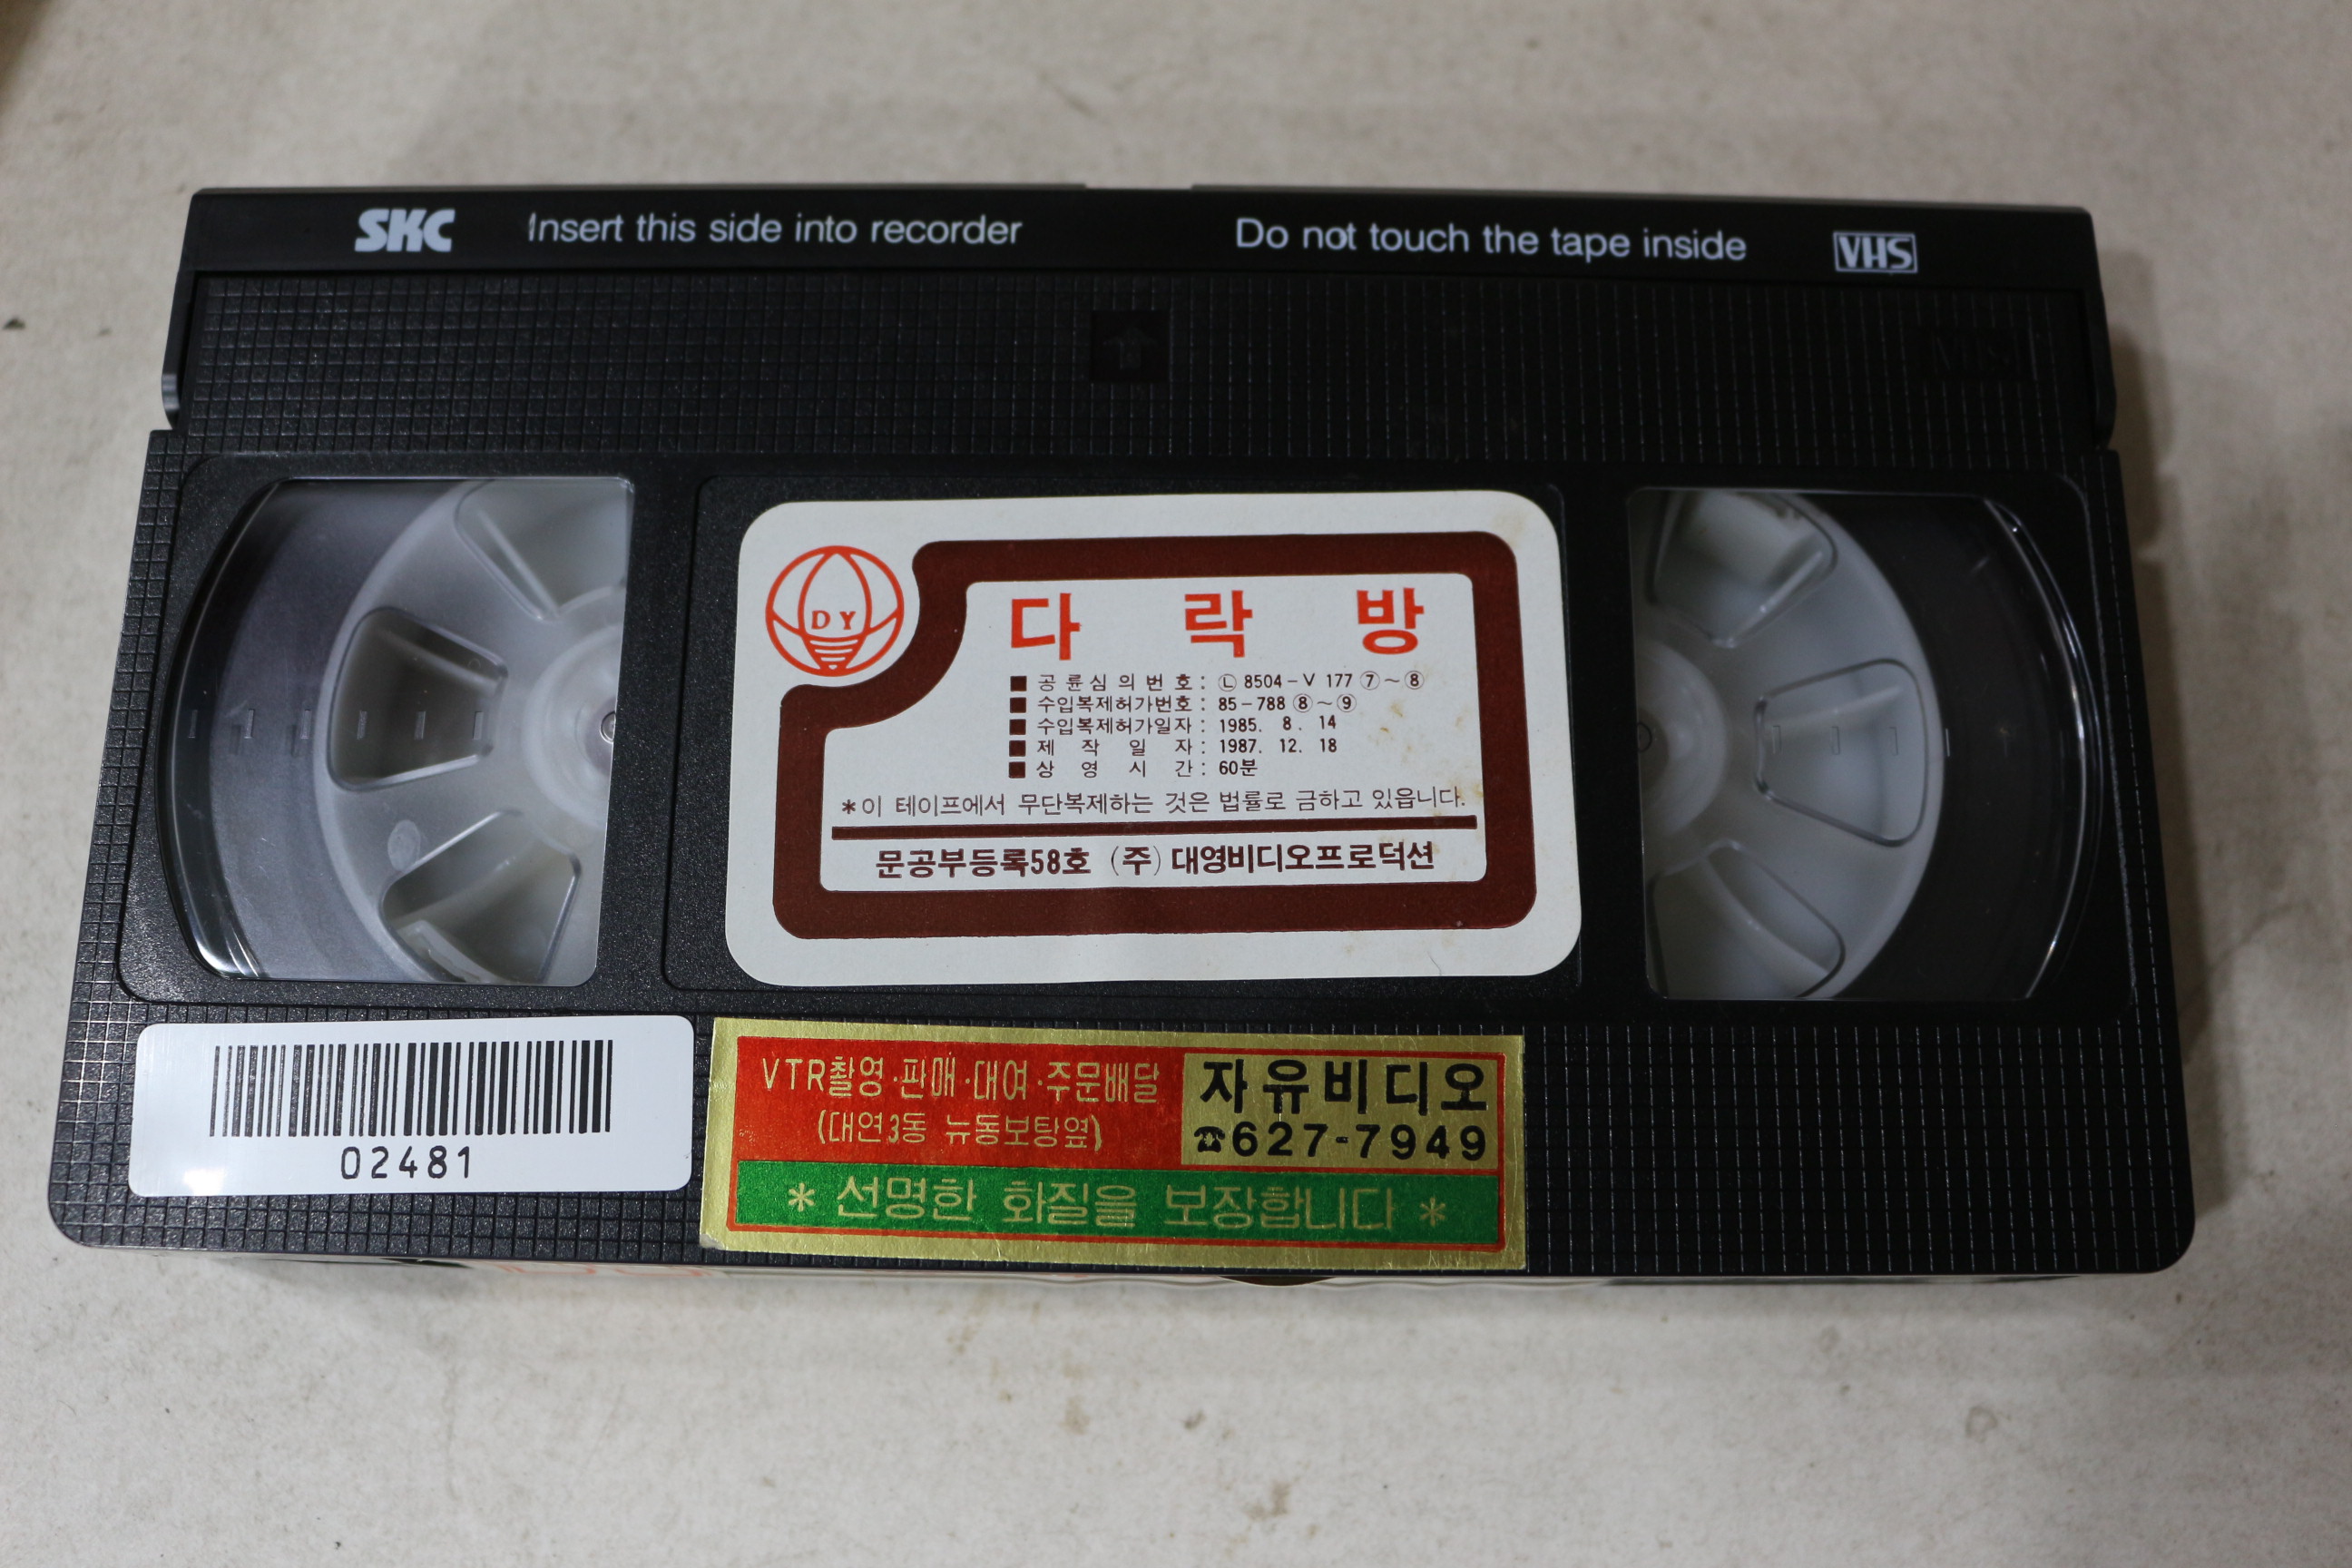 SKC Insert this side into recorder Do not touch the tape inside VHS
VHS
DY
다락방
■ 공륜심의번호: Ⓛ 8504-V 177 ⑦~⑧
■ 수입복제허가번호: 85-788 ⑧~⑨
■ 수입복제허가일자: 1985. 8. 14
■ 제작일자: 1987. 12. 18
■ 상영시간: 60분
*이 테이프에서 무단복제하는 것은 법률로 금하고 있읍니다.
문공부등록58호 (주) 대영비디오프로덕션
02481
VTR촬영·판매·대여·주문배달
(대연3동 뉴동보탕옆)
자유비디오
☎627-7949
* 선명한 화질을 보장합니다 *